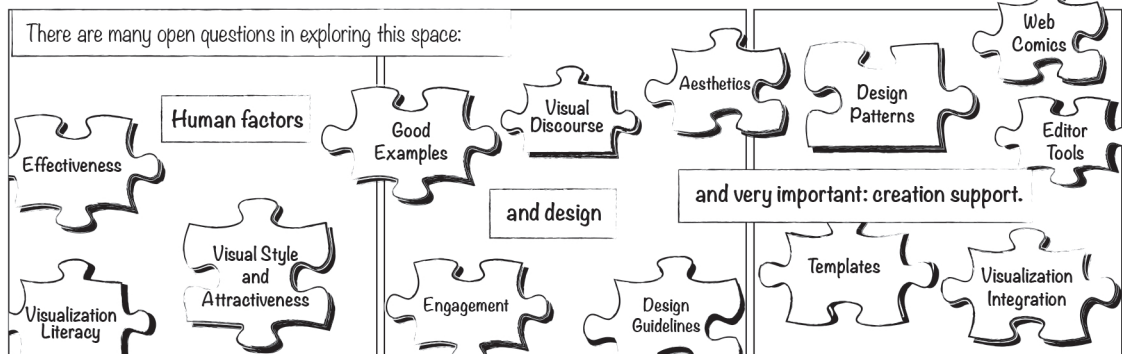 There are many open questions in exploring this space:
Human factors
Effectiveness
Visual Style
and
Attractiveness
Visualization
Literacy
Good
Examples
Visual
Discourse
Aesthetics
and design
Engagement
Design
Guidelines
Design
Patterns
Web
Comics
Editor
Tools
and very important: creation support.
Templates
Visualization
Integration